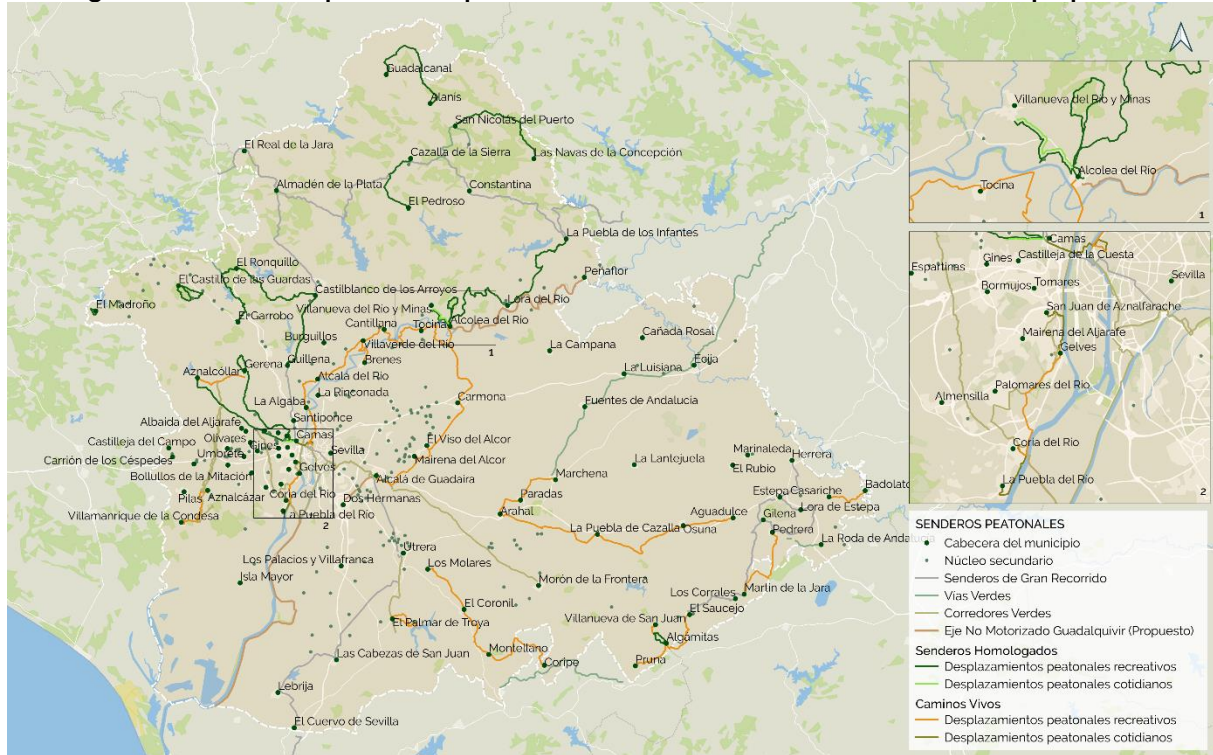 Guadalcanal
Alanís
San Nicolás del Puerto
El Real de la Jara
Cazalla de la Sierra
Las Navas de la Concepción
Almadén de la Plata
Constantina
El Pedroso
La Puebla de los Infantes
El Ronquillo
Peñaflor
El Castillo de las Guardas
Castilblanco de los Arroyos
El Madroño
Villanueva del Río y Minas
Lora del Río
El Garrobo
Cantillana
Tocina
Alcolea del Río
Burguillos
Villaverde del Río
1
Cañada Rosal
La Campana
Gerena
Guillena
Brenes
Aznalcóllar
Alcalá del Río
La Luisiana
Écija
La Rinconada
La Algaba
Carmona
Fuentes de Andalucía
Santiponce
Albaida del Aljarafe
Olivares
Camas
Castilleja del Campo
Gines
El Viso del Alcor
Umbrete
Sevilla
Mairena del Alcor
Marinaleda
Herrera
Carrión de los Céspedes
La Lantejuela
El Rubio
Bollullos de la Mitación
Gelves
Alcalá de Guadaira
Marchena
Pilas
Aznalcázar
Coria del Río
Dos Hermanas
Paradas
Estepa
Casariche
Badolatosa
Villamanrique de la Condesa
La Puebla del Río
2
Arahal
Aguadulce
Gilena
Lora de Estepa
La Puebla de Cazalla
Osuna
Pedrera
La Roda de Andalucía
Utrera
Los Palacios y Villafranca
Los Molares
Isla Mayor
Morón de la Frontera
Los Corrales
Martín de la Jara
El Coronil
El Saucejo
El Palmar de Troya
Villanueva de San Juan
Algámitas
Montellano
Las Cabezas de San Juan
Coripe
Pruna
Lebrija
El Cuervo de Sevilla
Villanueva del Río y Minas
Alcolea del Río
Tocina
1
Camas
Castilleja de la Cuesta
Gines
Espartinas
Sevilla
Bormujos
Tomares
San Juan de Aznalfarache
Mairena del Aljarafe
Gelves
Palomares del Río
Almensilla
Coria del Río
La Puebla del Río
2
SENDEROS PEATONALES
Cabecera del municipio
Núcleo secundario
Senderos de Gran Recorrido
Vías Verdes
Corredores Verdes
Eje No Motorizado Guadalquivir (Propuesto)
Senderos Homologados
Desplazamientos peatonales recreativos
Desplazamientos peatonales cotidianos
Caminos Vivos
Desplazamientos peatonales recreativos
Desplazamientos peatonales cotidianos